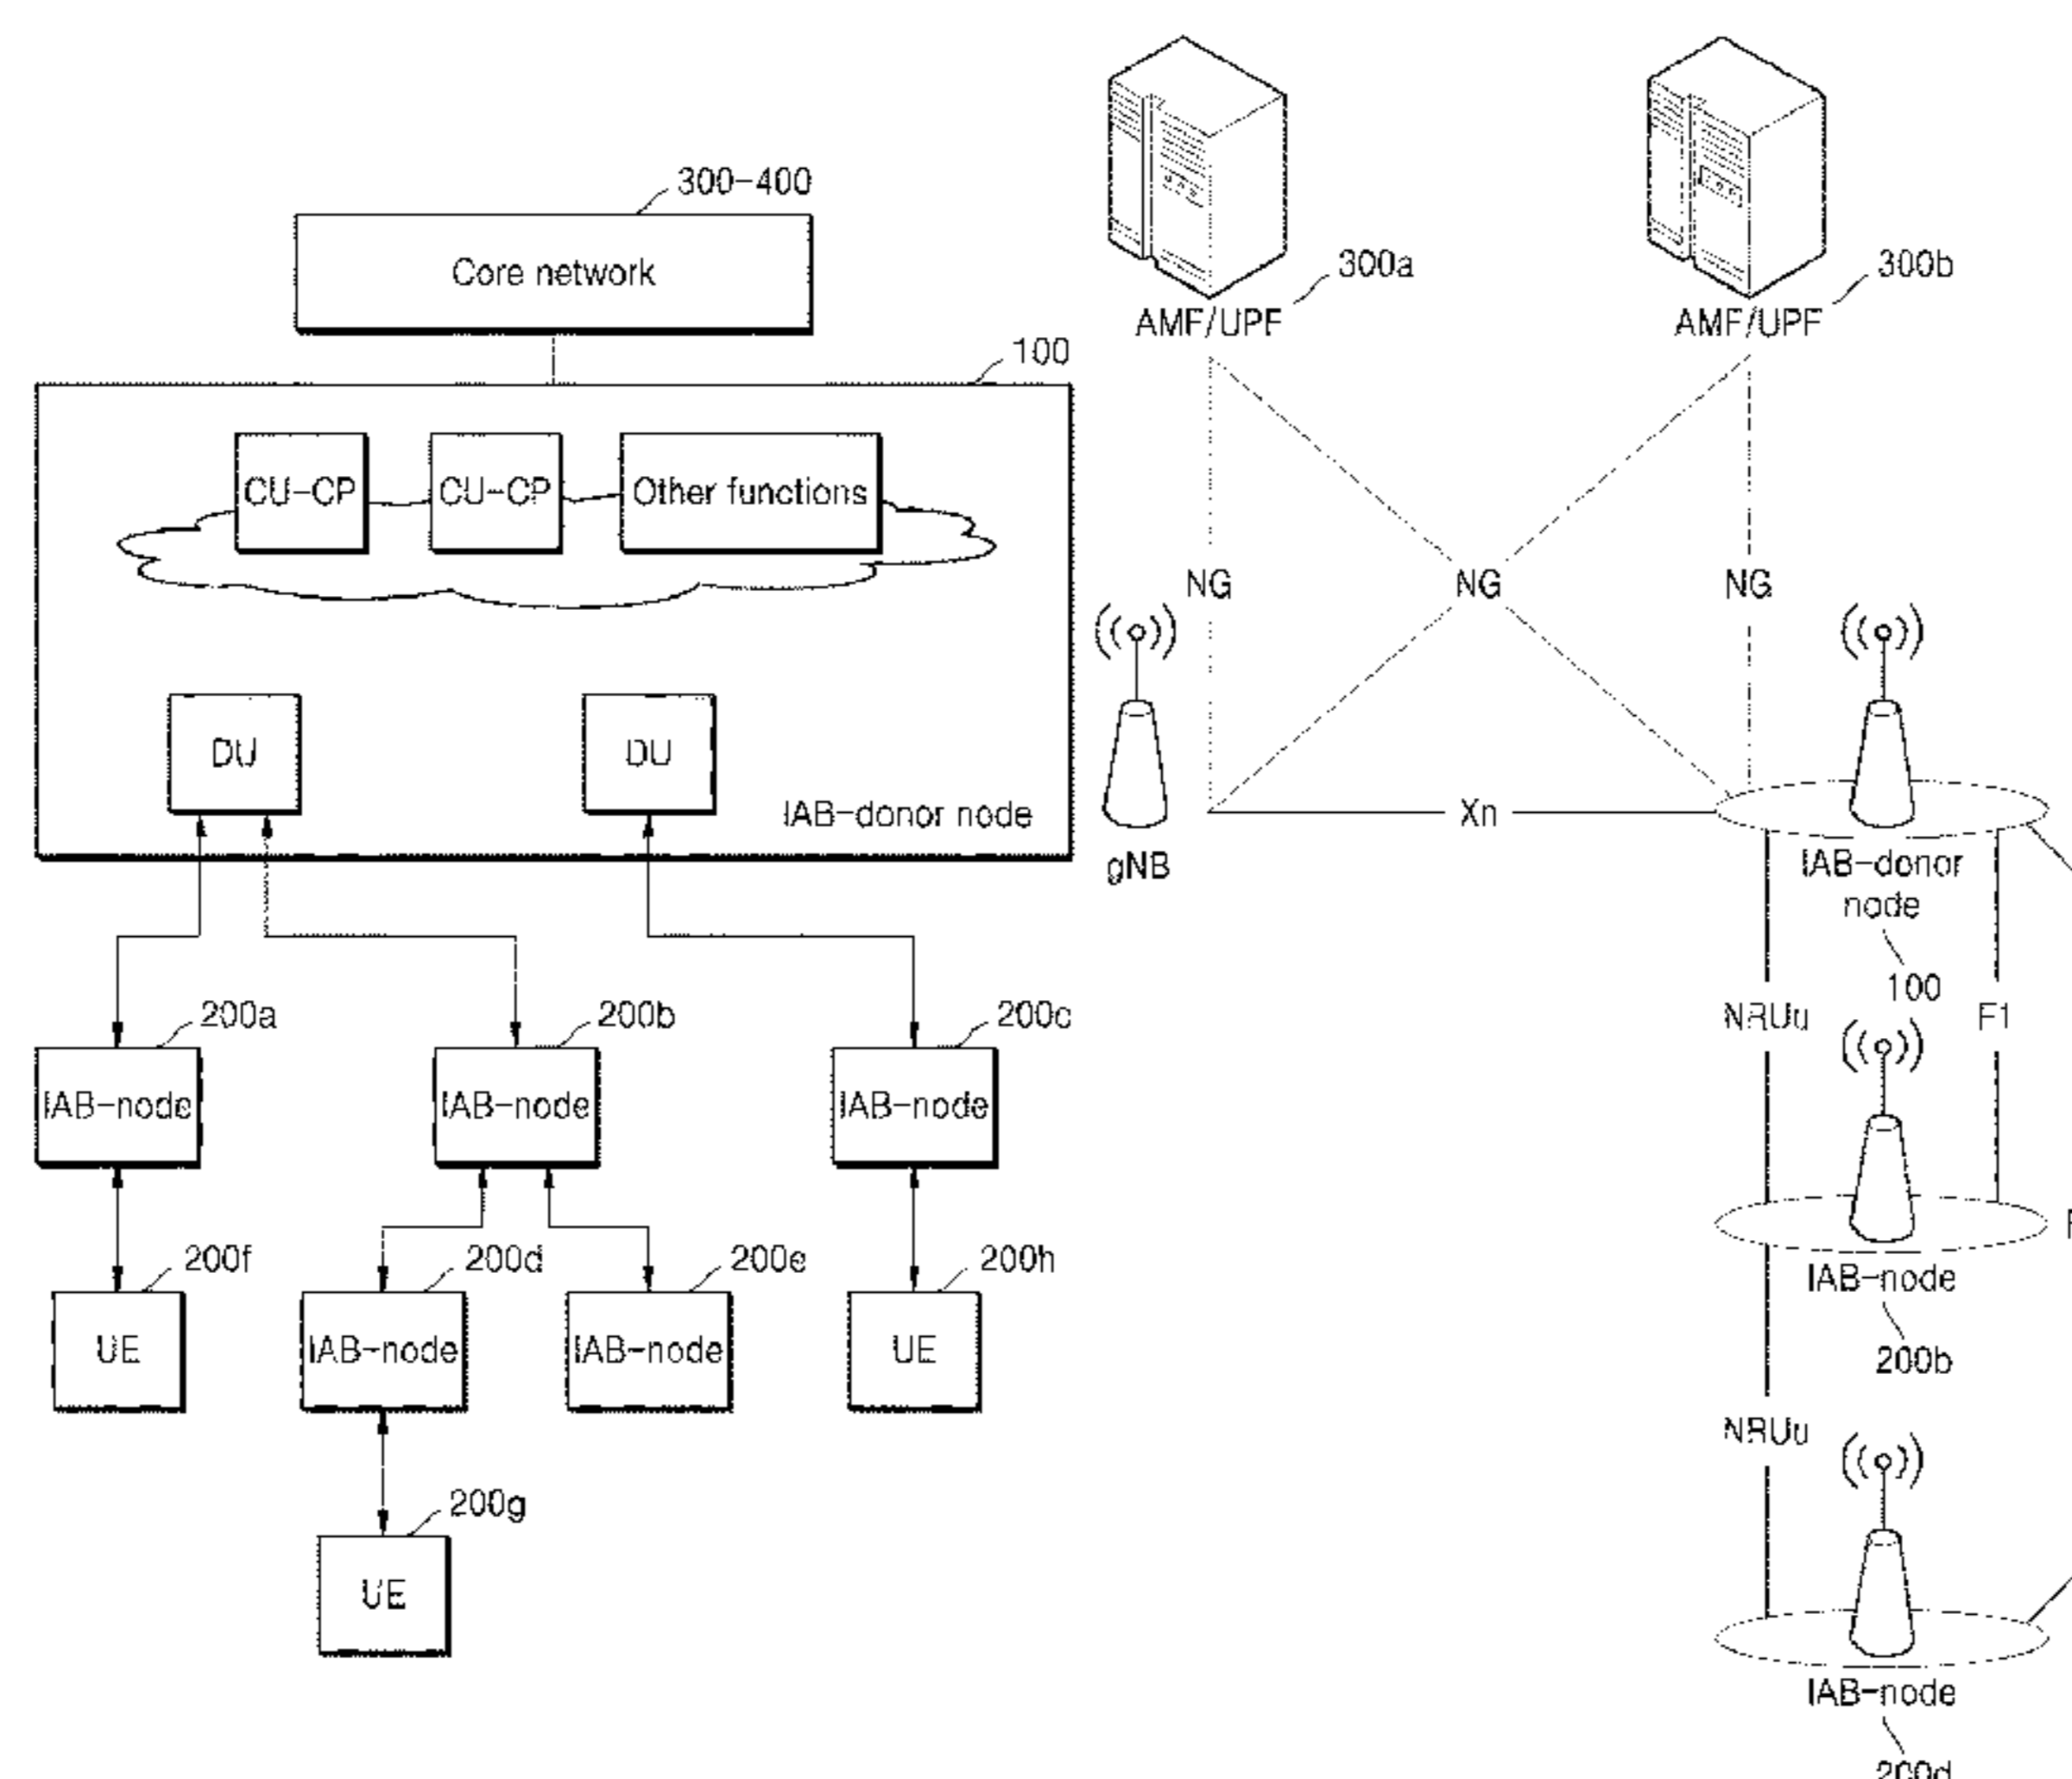 300-400
Core network
100
CU-CP
CU-CP
Other functions
DU
DU
IAB-donor node
200a
200b
200c
IAB-node
IAB-node
IAB-node
200f
200d
200e
200h
UE
IAB-node
IAB-node
UE
200g
UE
300a
300b
AMF/UPF
AMF/UPF
NG
NG
NG
Xn
gNB
IAB-donor
node
100
NRUu
F1
IAB-node
200b
NRUu
IAB-node
200d